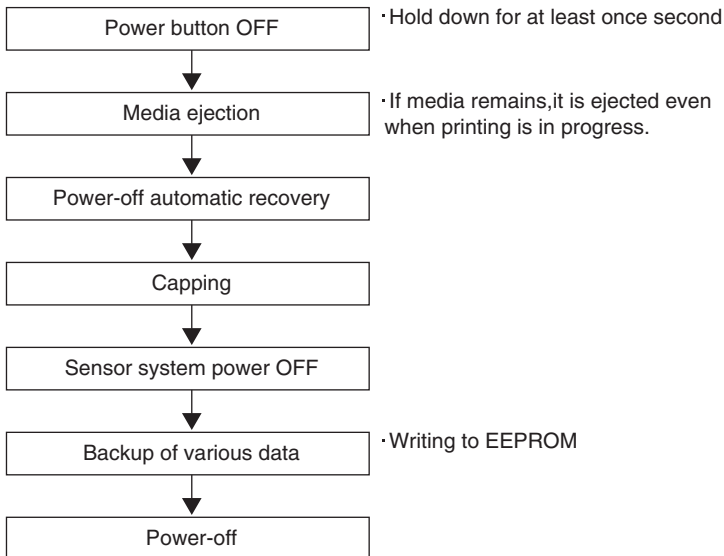 Power button OFF
·Hold down for at least once second
Media ejection
·If media remains,it is ejected even
when printing is in progress.
Power-off automatic recovery
Capping
Sensor system power OFF
Backup of various data
·Writing to EEPROM
Power-off